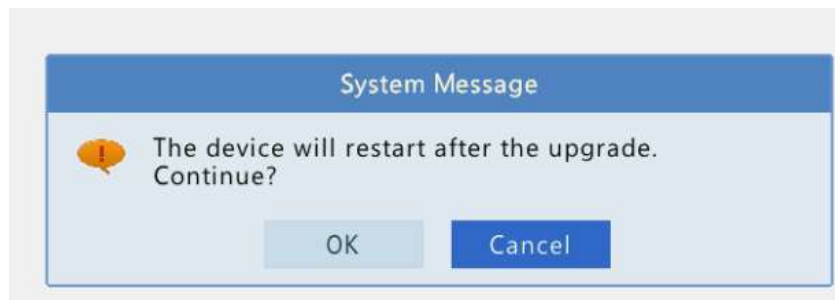 System Message
The device will restart after the upgrade.
Continue?
OK
Cancel